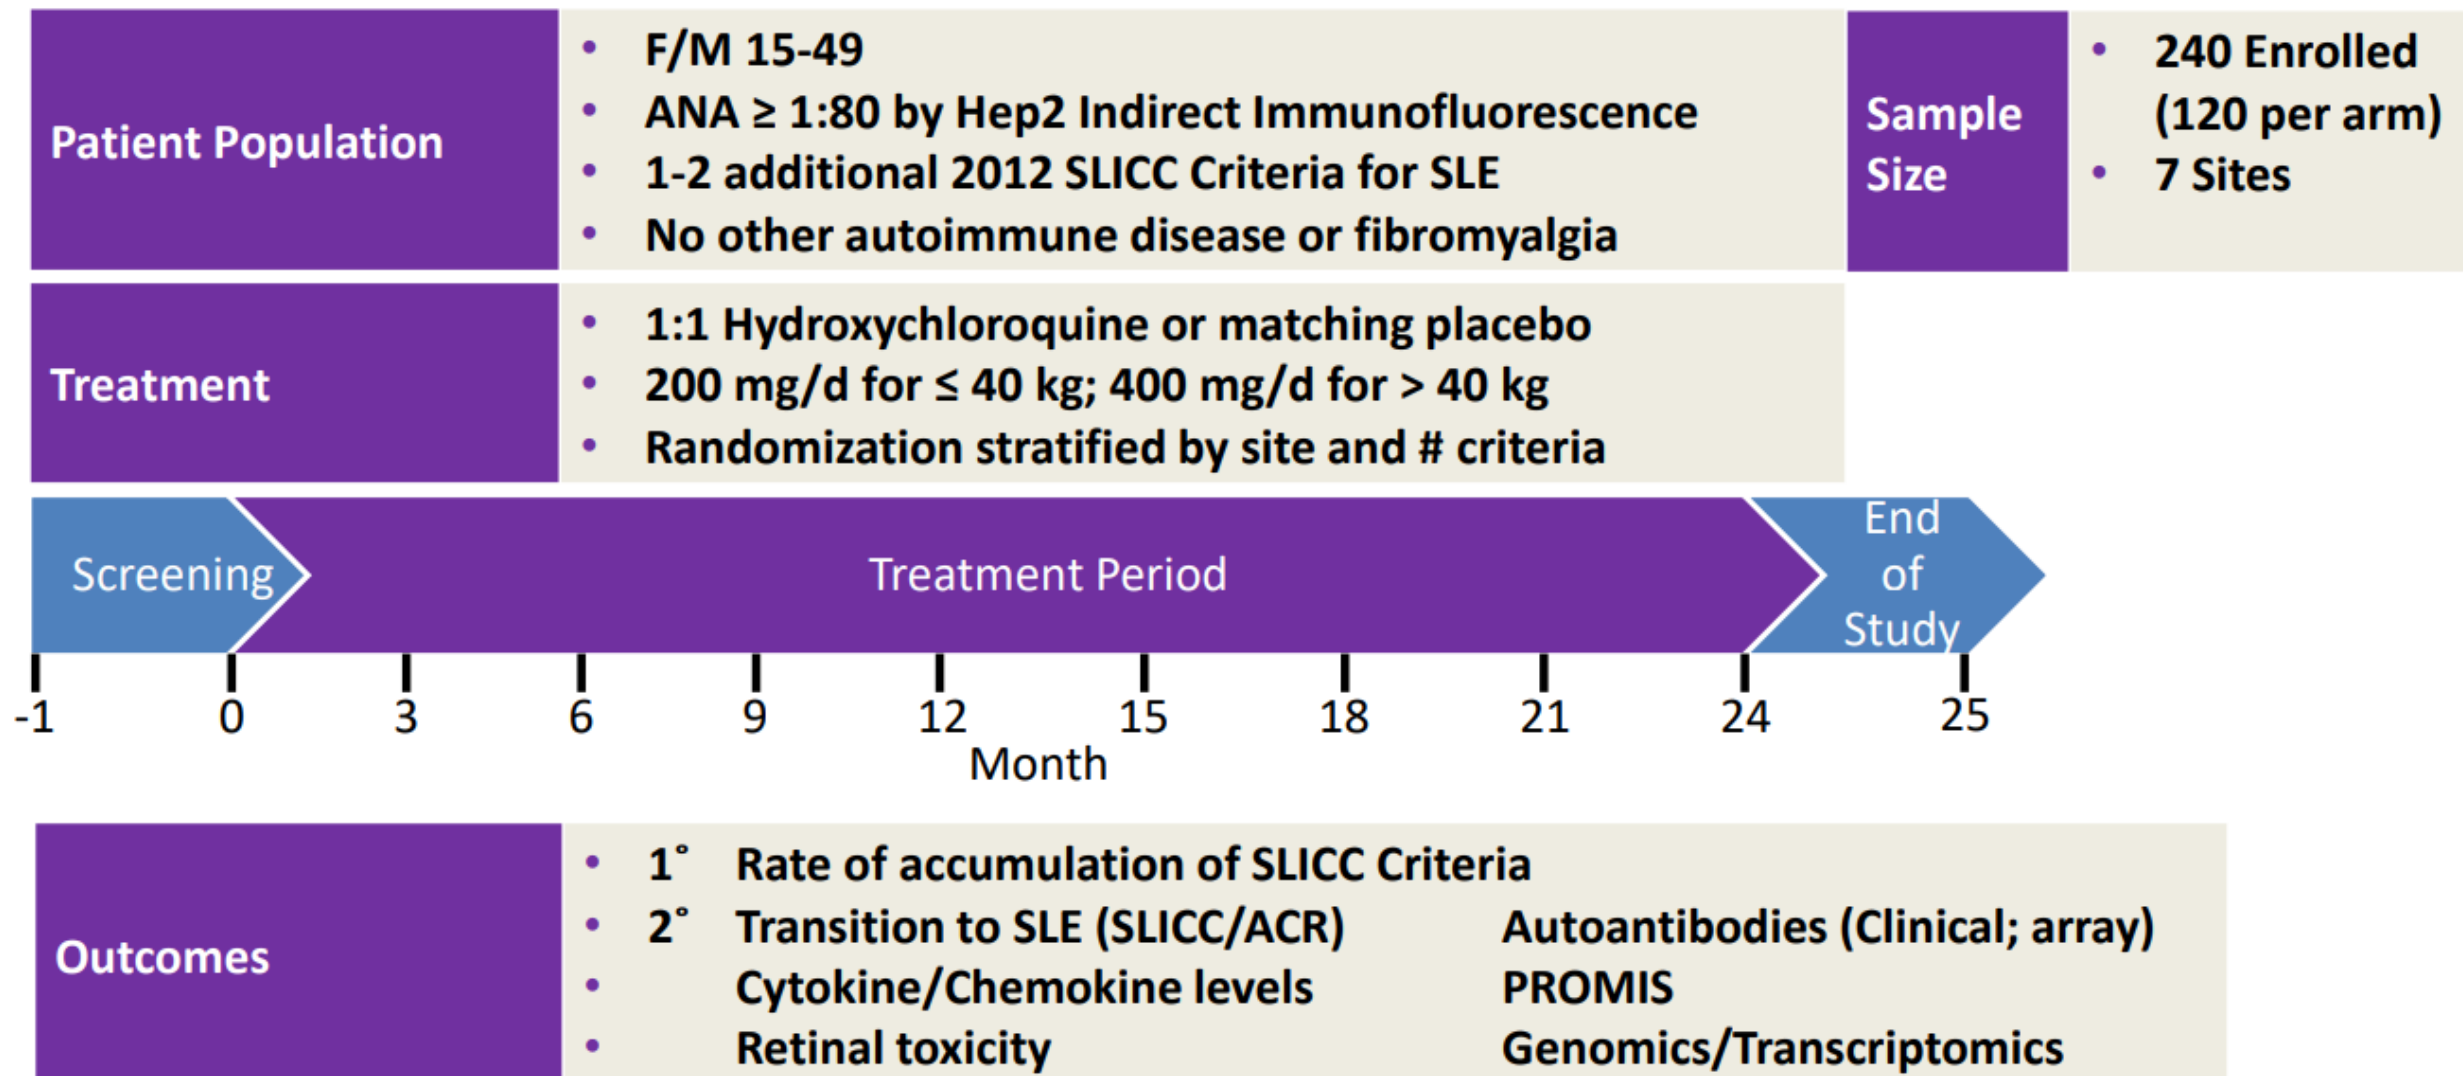 Patient Population
• F/M 15-49
• ANA ≥ 1:80 by Hep2 Indirect Immunofluorescence
• 1-2 additional 2012 SLICC Criteria for SLE
• No other autoimmune disease or fibromyalgia
Sample
Size
• 240 Enrolled
(120 per arm)
• 7 Sites
Treatment
• 1:1 Hydroxychloroquine or matching placebo
• 200 mg/d for ≤ 40 kg; 400 mg/d for > 40 kg
• Randomization stratified by site and # criteria
Screening
Treatment Period
End
of
Study
-1 0 3 6 9 12 15 18 21 24 25
Month
Outcomes
• 1˚ Rate of accumulation of SLICC Criteria
• 2˚ Transition to SLE (SLICC/ACR) Autoantibodies (Clinical; array)
• Cytokine/Chemokine levels PROMIS
• Retinal toxicity Genomics/Transcriptomics